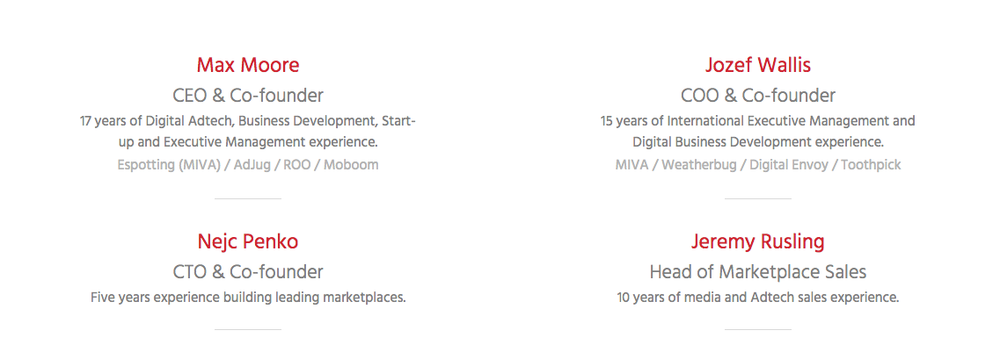 Max Moore
CEO & Co-founder
17 years of Digital Adtech, Business Development, Start-
up and Executive Management experience.
Espotting (MIVA) / AdJug / ROO / Moboom
Jozef Wallis
COO & Co-founder
15 years of International Executive Management and
Digital Business Development experience.
MIVA / Weatherbug / Digital Envoy / Toothpick
Nejc Penko
CTO & Co-founder
Five years experience building leading marketplaces.
Jeremy Rusling
Head of Marketplace Sales
10 years of media and Adtech sales experience.